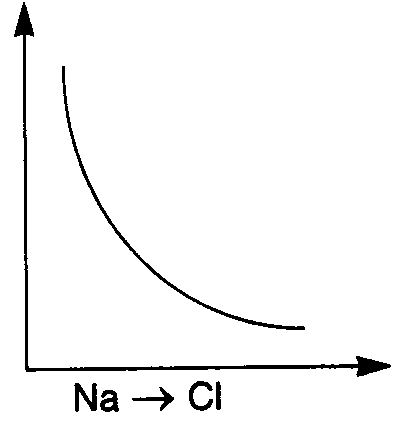 Na → Cl